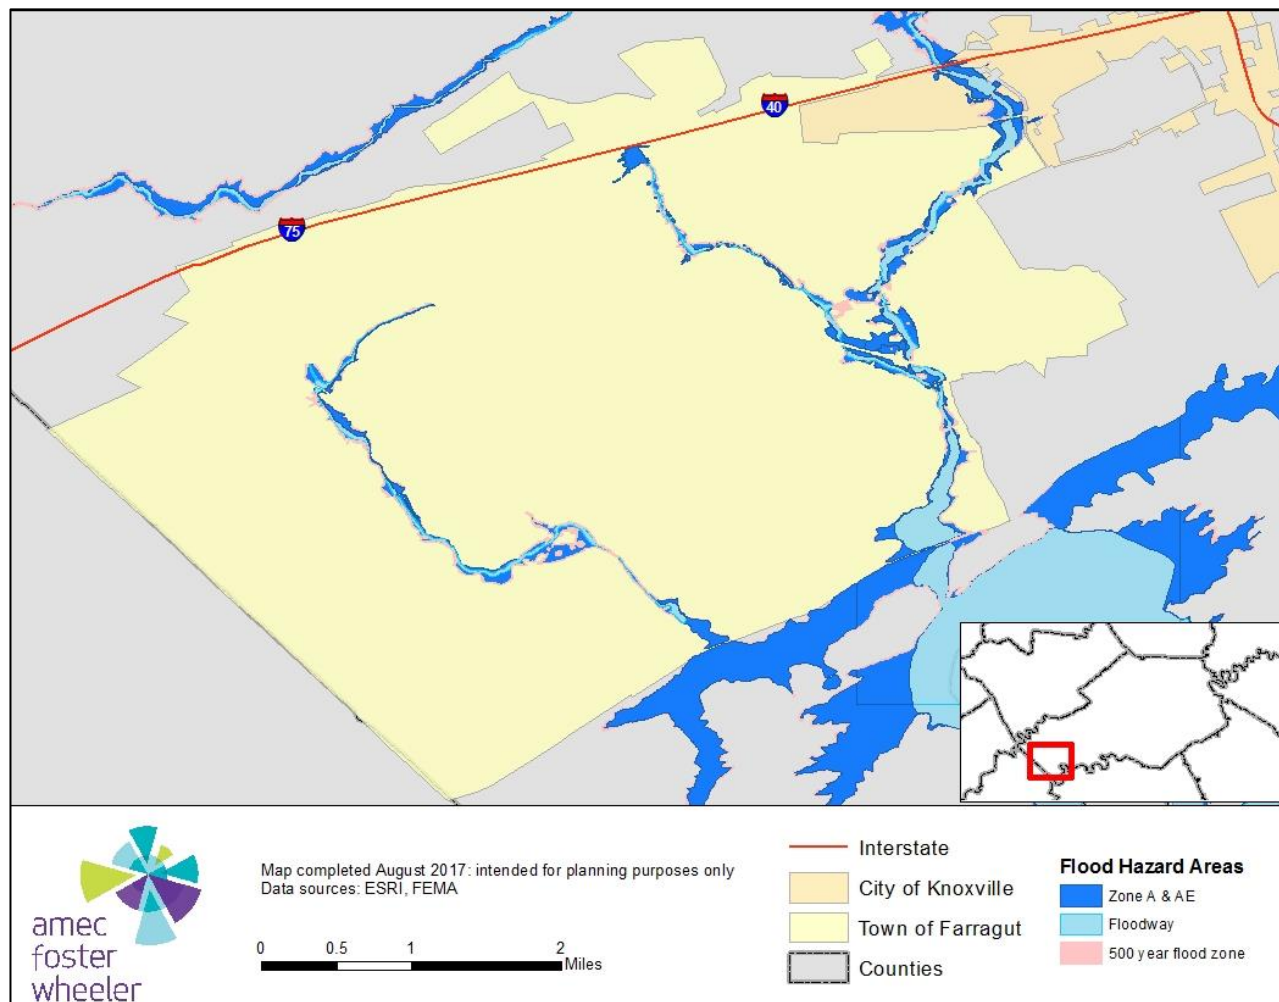 40
75
amec
foster
wheeler
Map completed August 2017: intended for planning purposes only
Data sources: ESRI, FEMA
0 0.5 1 2
Miles
Interstate
City of Knoxville
Town of Farragut
Counties
Flood Hazard Areas
Zone A & AE
Floodway
500 year flood zone